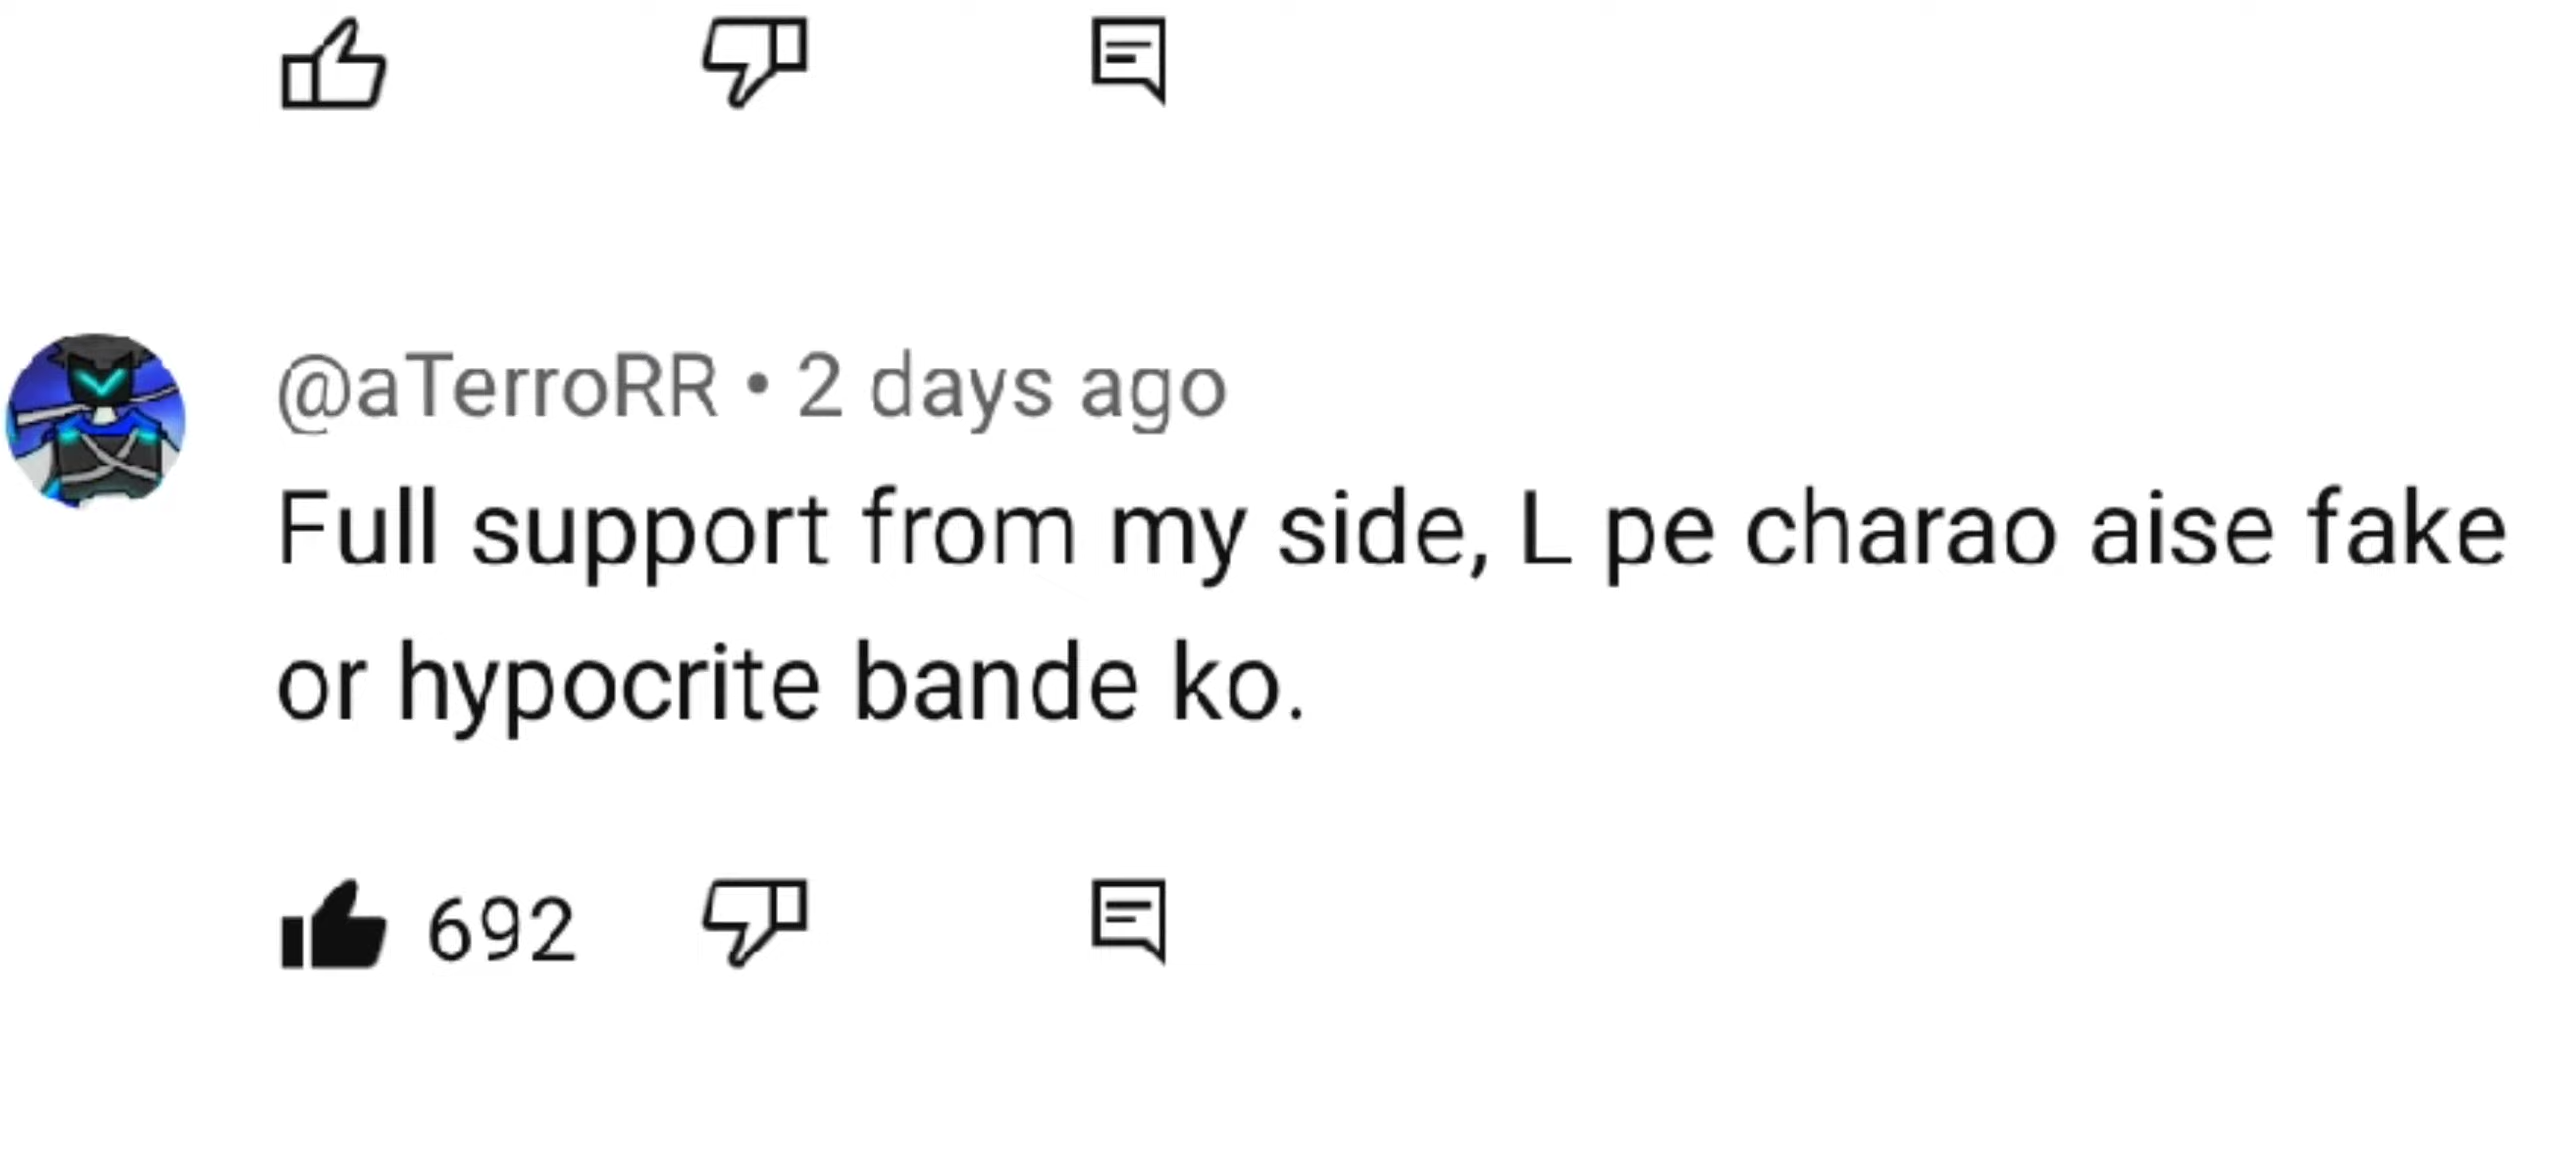 @aTerroRR • 2 days ago
Full support from my side, L pe charao aise fake
or hypocrite bande ko.
692